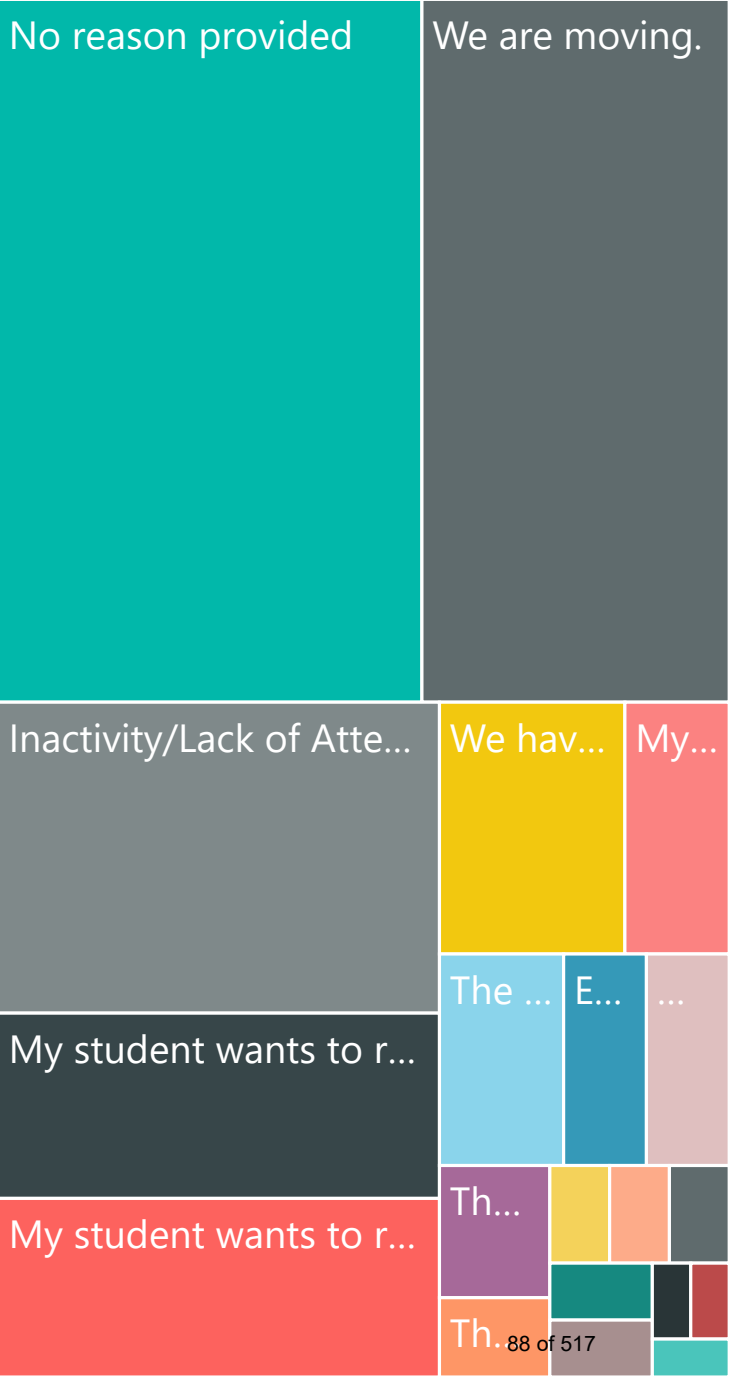 No reason provided
We are moving.
Inactivity/Lack of Atte...
We hav...
My...
The ...
E...
...
My student wants to r...
Th...
My student wants to r...
Th...
88 of 517